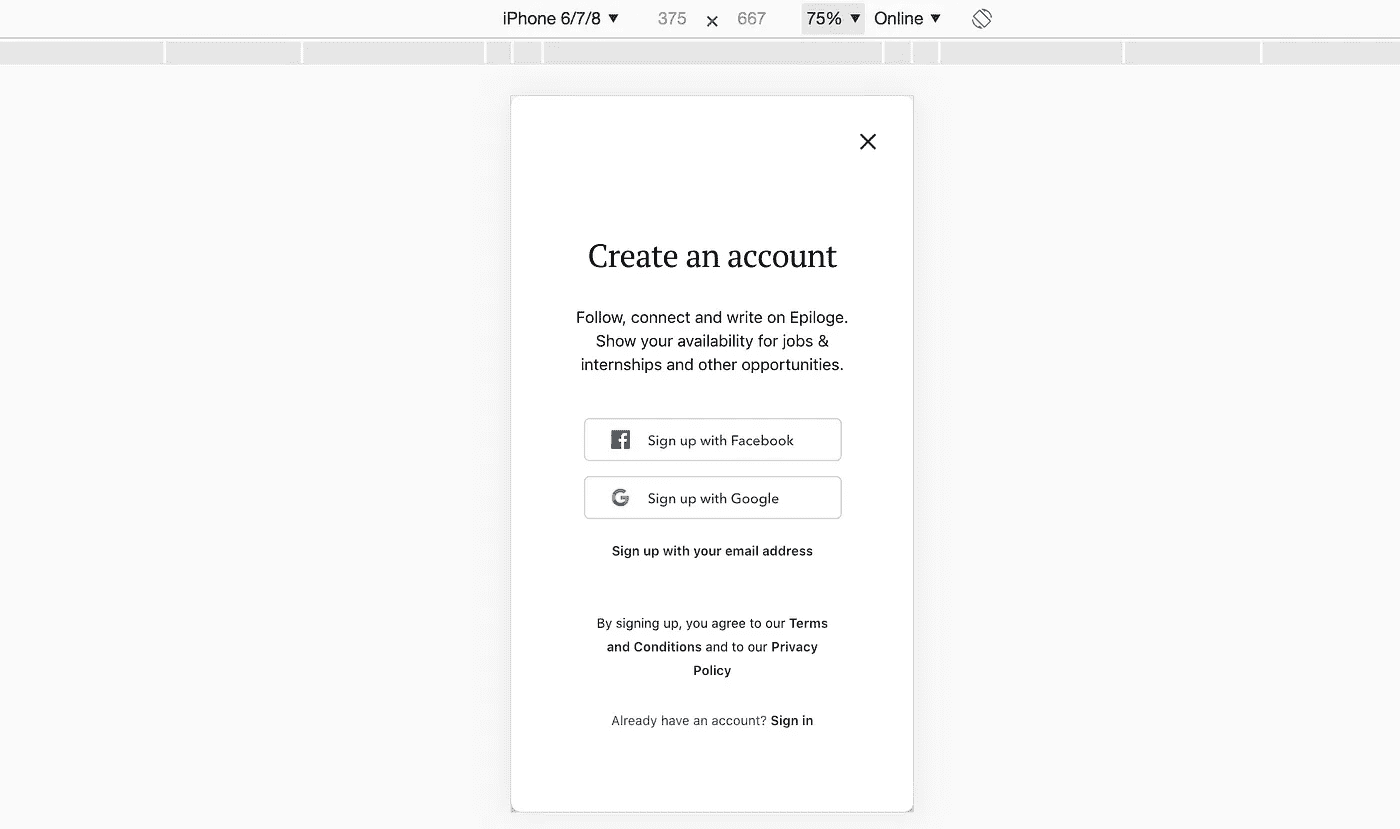 iPhone 6/7/8 ▼ 375 × 667 75% ▼ Online ▼
Create an account
Follow, connect and write on Epiloge.
Show your availability for jobs &
internships and other opportunities.
Sign up with Facebook
Sign up with Google
Sign up with your email address
By signing up, you agree to our Terms
and Conditions and to our Privacy
Policy
Already have an account? Sign in